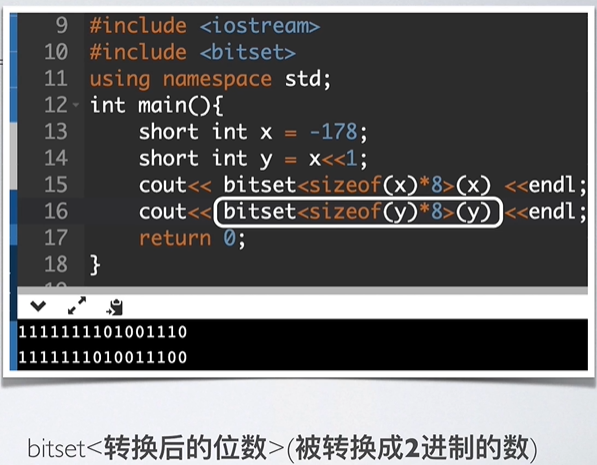 9 #include <iostream>
10 #include <bitset>
11 using namespace std;
12 int main(){
13 short int x = -178;
14 short int y = x<<1;
15 cout<< bitset<sizeof(x)*8>(x) <<endl;
16 cout<< bitset<sizeof(y)*8>(y) <<endl;
17 return 0;
18 }
1111111101001110
1111111010011100
bitset<转换后的位数>(被转换成2进制的数)